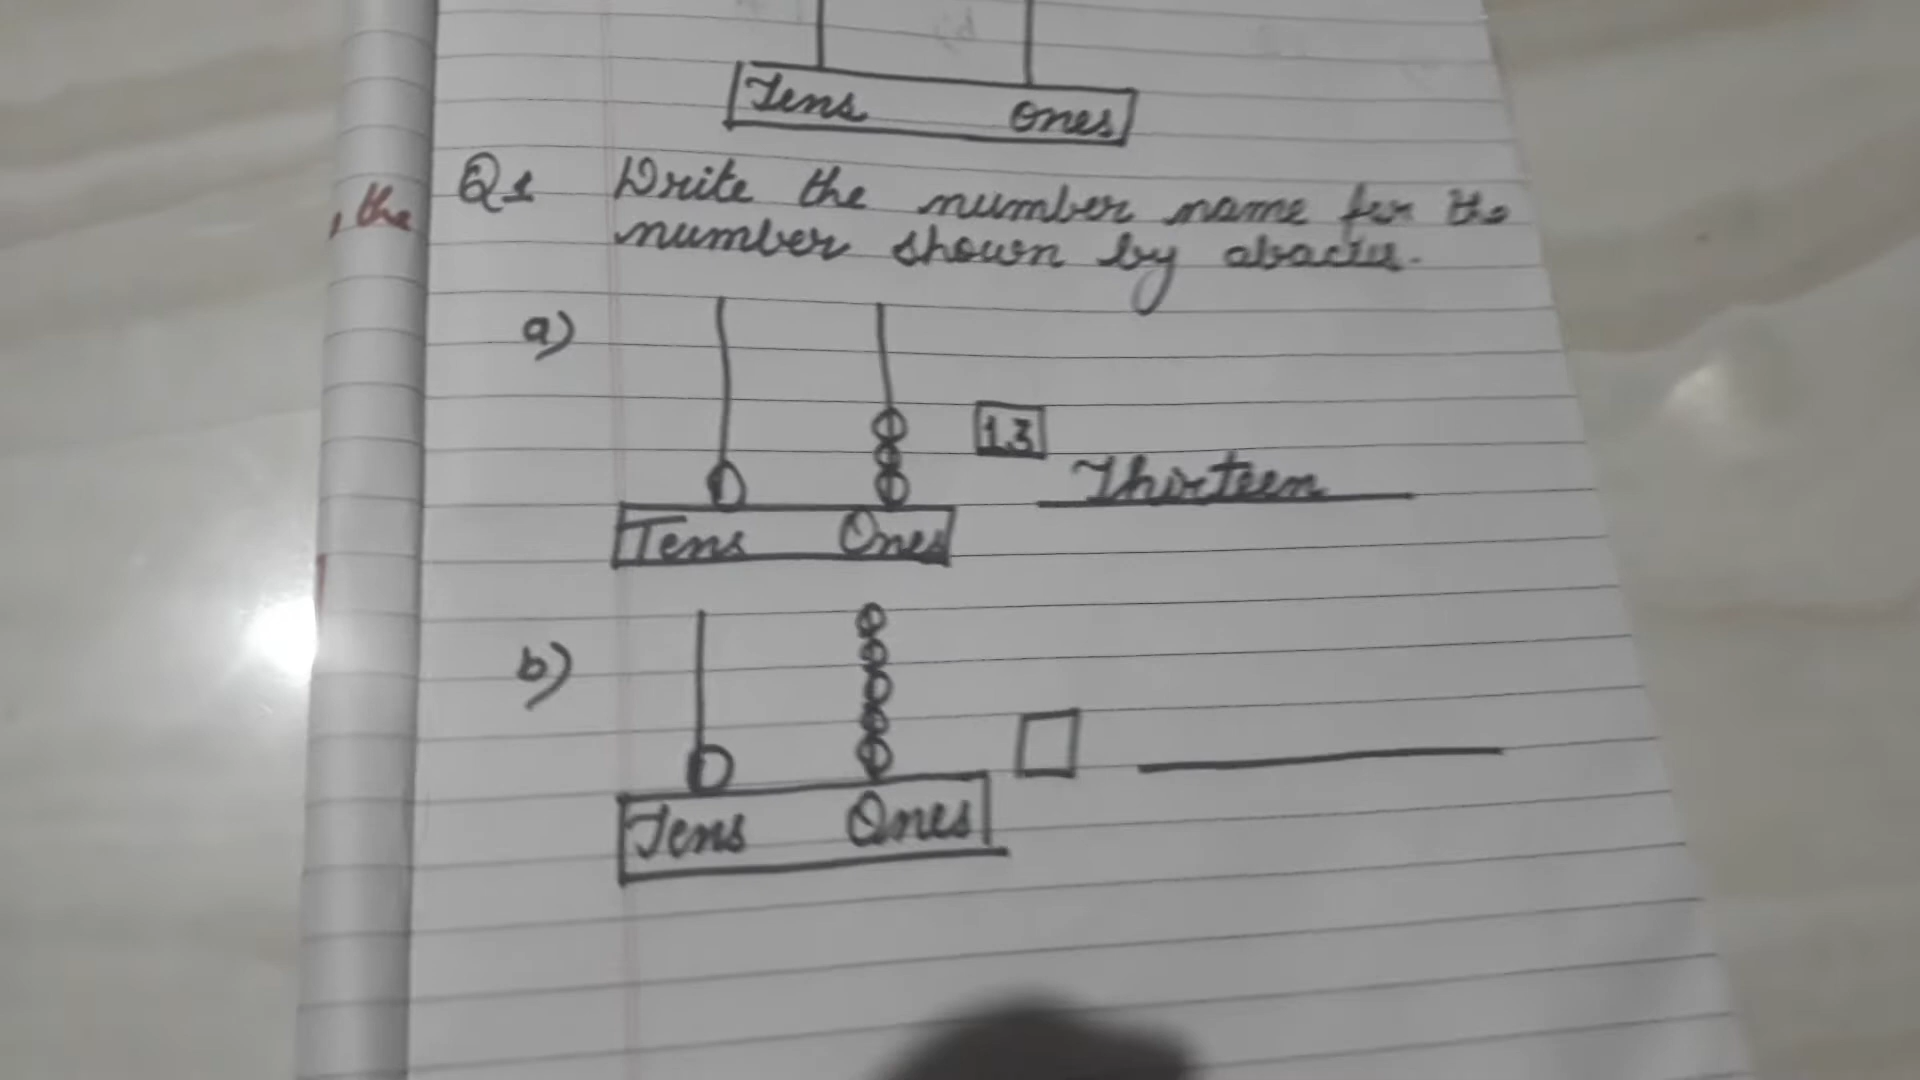 Tens Ones
, the
Q1 Write the number name for the
number shown by abacus.
a)
13
Thirteen
Tens Ones
b)
Tens Ones